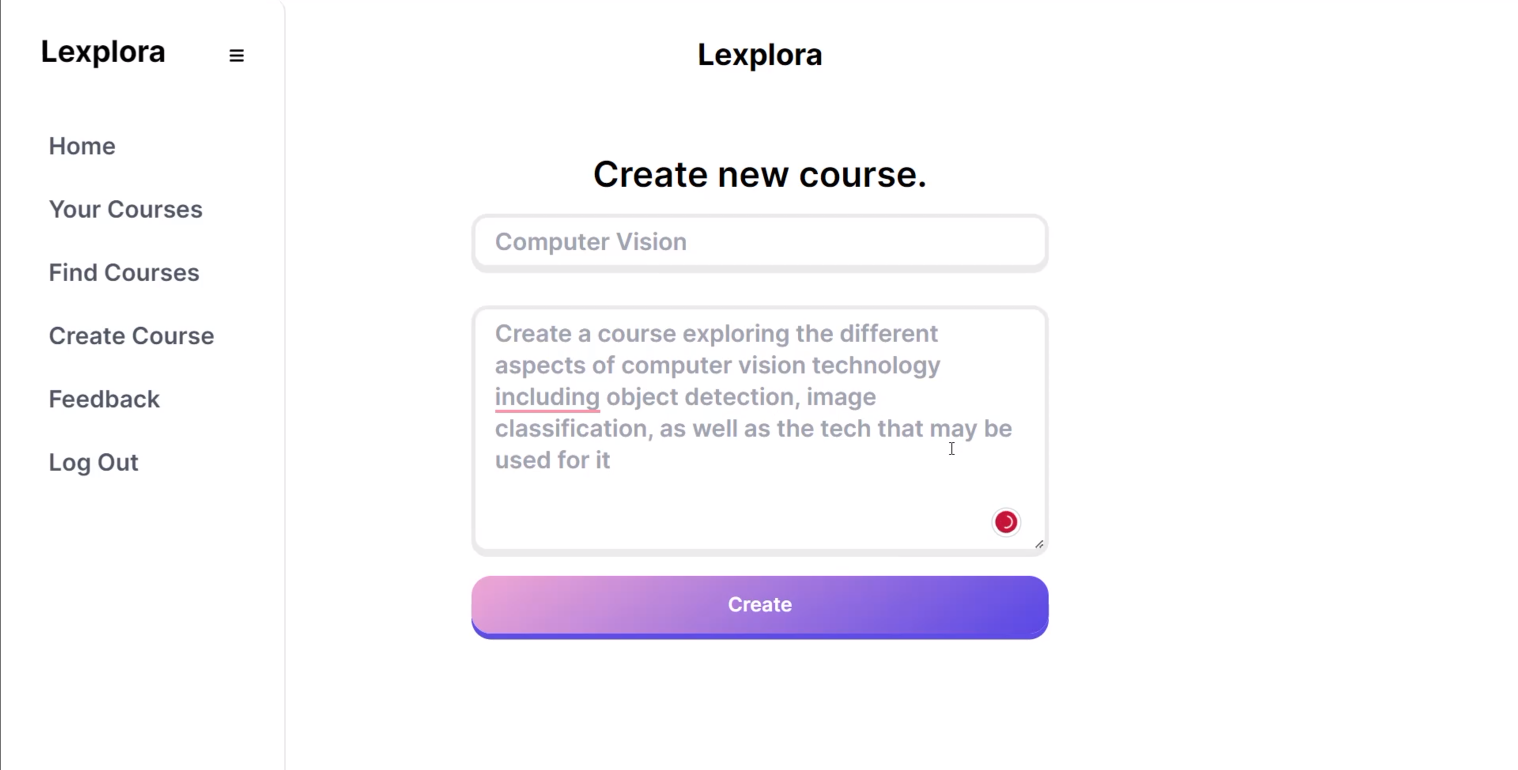 Lexplora
Home
Your Courses
Find Courses
Create Course
Feedback
Log Out
Lexplora
Create new course.
Computer Vision
Create a course exploring the different
aspects of computer vision technology
including object detection, image
classification, as well as the tech that may be
used for it
Create